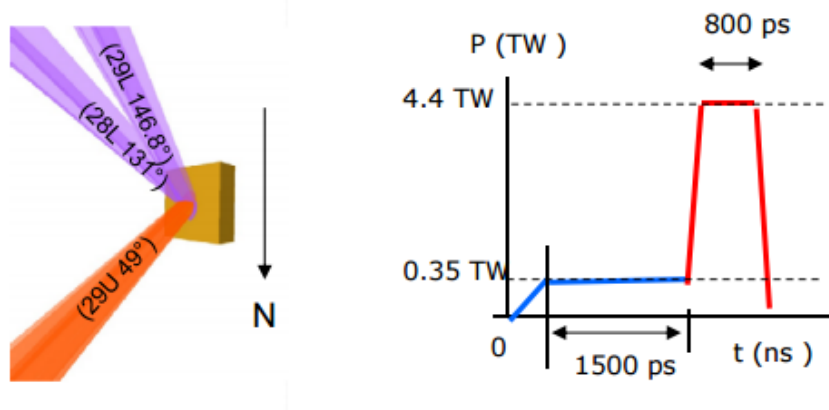 (29L 146.8°)
(28L 131°)
(29U 49°)
N
800 ps
P (TW )
4.4 TW
0.35 TW
0
1500 ps
t (ns )